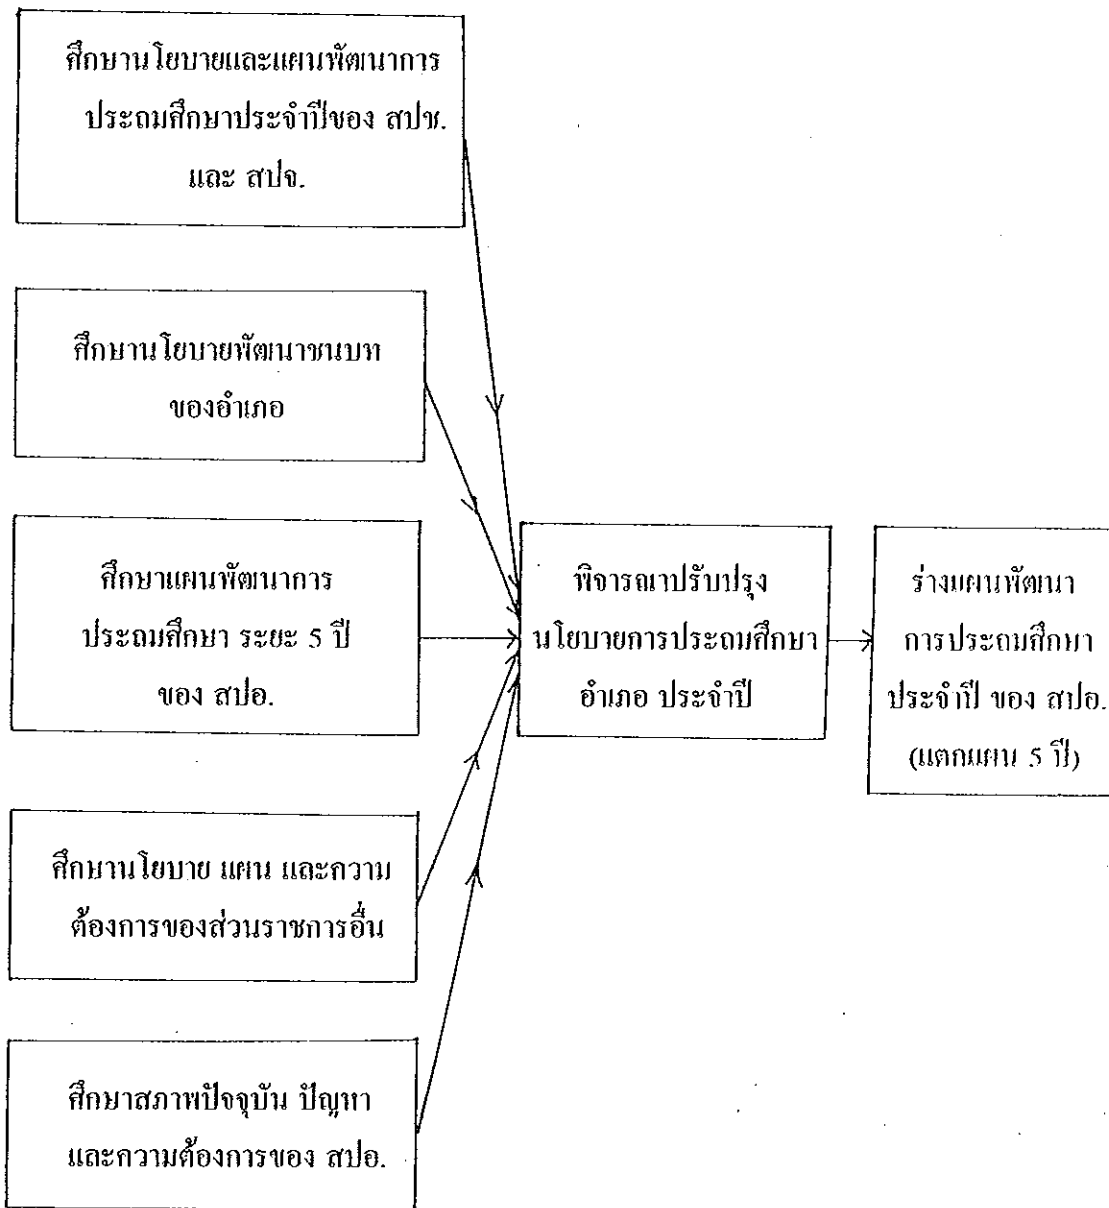 ศึกษานโยบายและแผนพัฒนาการ
ประถมศึกษาประจำปีของ สปช.
และ สปจ.
ศึกษานโยบายพัฒนาชนบท
ของอำเภอ
ศึกษาแผนพัฒนาการ
ประถมศึกษา ระยะ 5 ปี
ของ สปอ.
ศึกษานโยบาย แผน และความ
ต้องการของส่วนราชการอื่น
ศึกษาสภาพปัจจุบัน ปัญหา
และความต้องการของ สปอ.
พิจารณาปรับปรุง
นโยบายการประถมศึกษา
อำเภอ ประจำปี
ร่างแผนพัฒนา
การประถมศึกษา
ประจำปี ของ สปอ.
(แตกแผน 5 ปี)